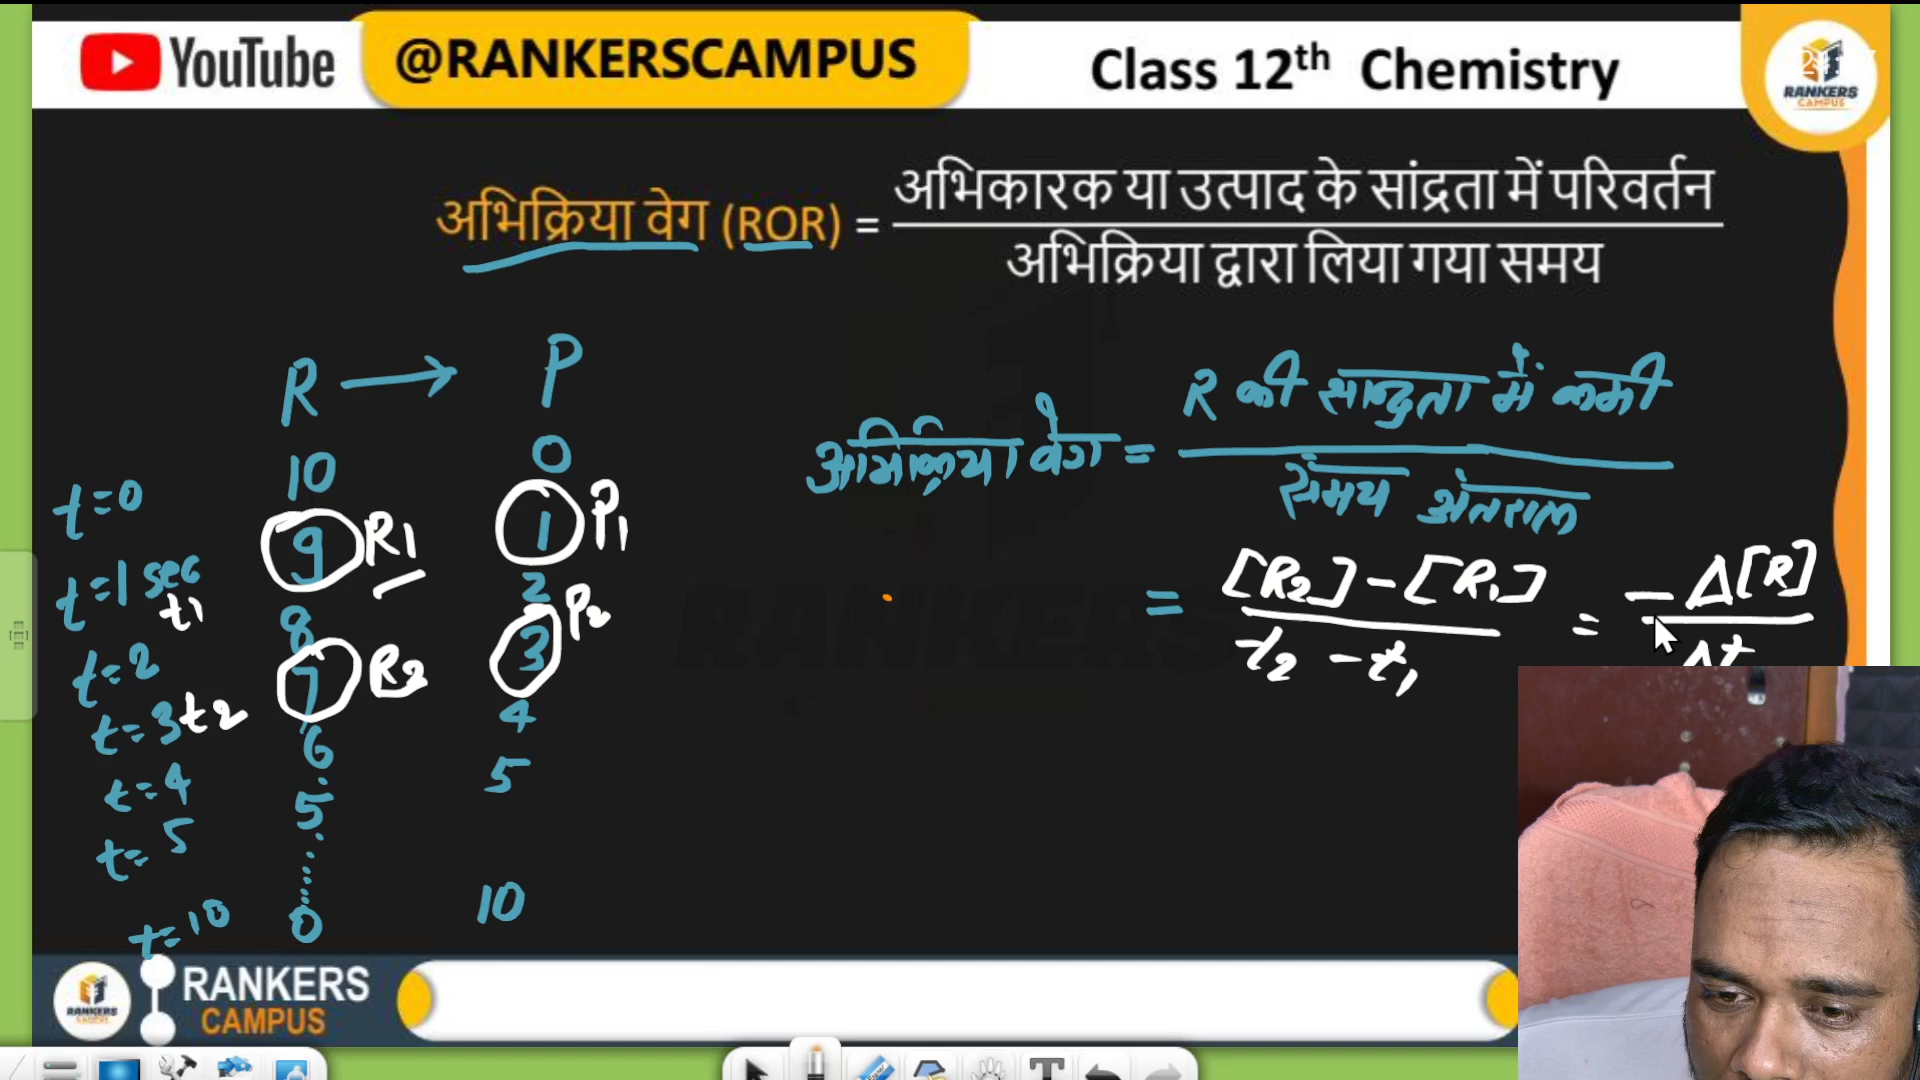 YouTube @RANKERSCAMPUS Class 12th Chemistry
RANKERS
CAMPUS
अभिक्रिया वेग (ROR) = अभिकारक या उत्पाद के सांद्रता में परिवर्तन
अभिक्रिया द्वारा लिया गया समय
R → P
10 0
t=0
9 R1 1 P1
t=1 sec
t1
8 2
7 R2 3 P2
t=2
t=3 t2
6 4
t=4
5 5
t=5
t=10 0 10
अभिक्रिया वेग = R की सान्द्रता में कमी
समय अंतराल
= [R2] - [R1] = - Δ[R]
t2 - t1 Δt
RANKERS
RANKERS
CAMPUS
RANKERS
T